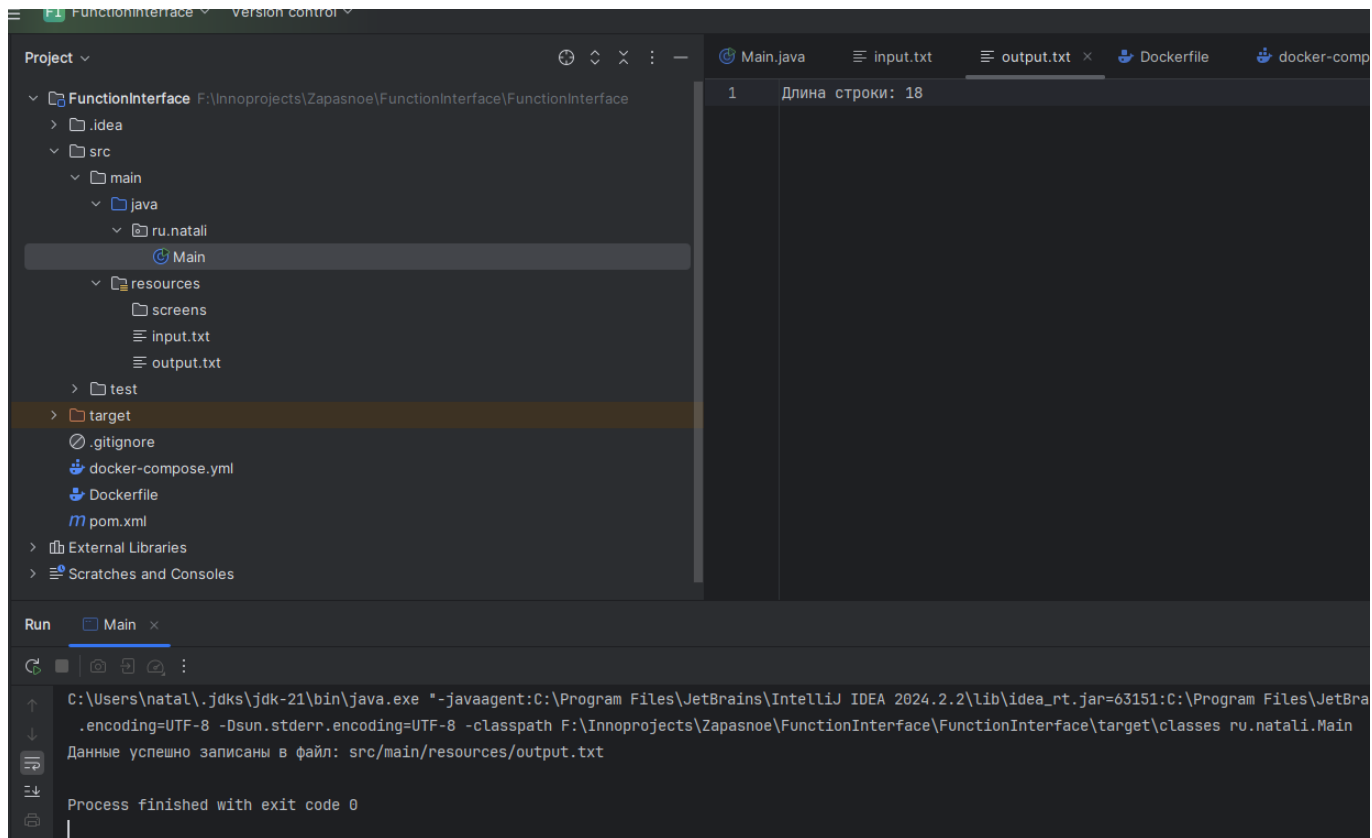 FI FunctionInterface Version control
Project
Main.java input.txt output.txt Dockerfile docker-comp
FunctionInterface F:\Innoprojects\Zapasnoe\FunctionInterface\FunctionInterface
.idea
src
main
java
ru.natali
Main
resources
screens
input.txt
output.txt
test
target
.gitignore
docker-compose.yml
Dockerfile
m pom.xml
External Libraries
Scratches and Consoles
1 Длина строки: 18
Run Main
C:\Users\natal\.jdks\jdk-21\bin\java.exe "-javaagent:C:\Program Files\JetBrains\IntelliJ IDEA 2024.2.2\lib\idea_rt.jar=63151:C:\Program Files\JetBra
.encoding=UTF-8 -Dsun.stderr.encoding=UTF-8 -classpath F:\Innoprojects\Zapasnoe\FunctionInterface\FunctionInterface\target\classes ru.natali.Main
Данные успешно записаны в файл: src/main/resources/output.txt
Process finished with exit code 0